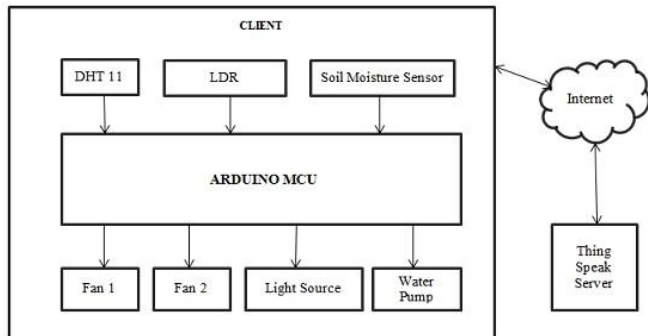 CLIENT
DHT 11
LDR
Soil Moisture Sensor
Internet
ARDUINO MCU
Fan 1
Fan 2
Light Source
Water
Pump
Thing
Speak
Server